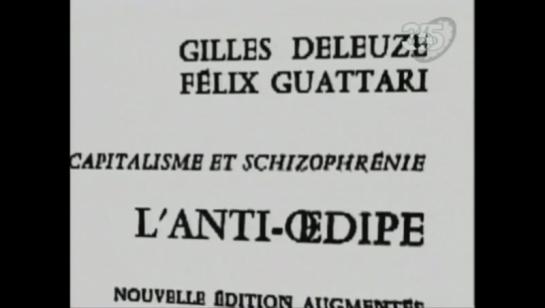 GILLES DELEUZE
FÉLIX GUATTARI
CAPITALISME ET SCHIZOPHRÉNIE
L'ANTI-ŒDIPE
NOUVELLE ÉDITION AUGMENTÉE